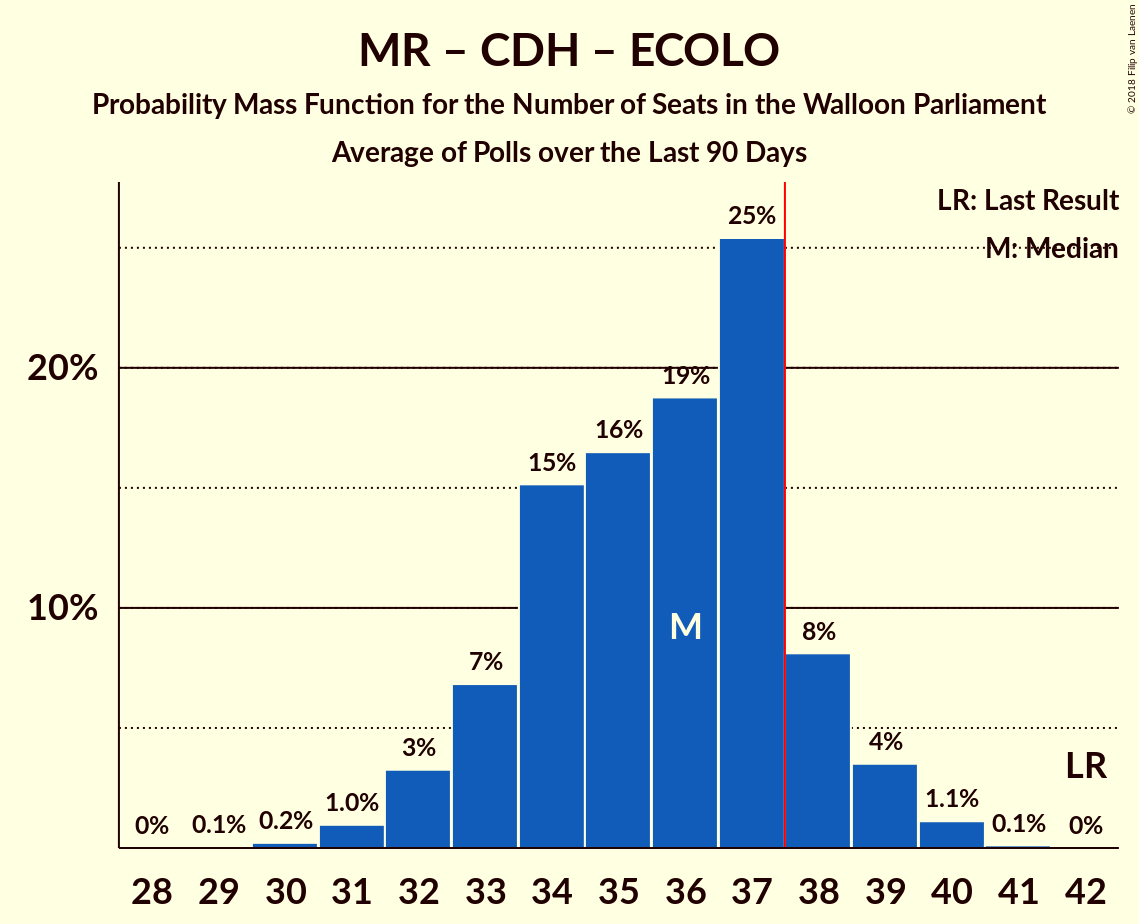 MR – CDH – ECOLO
Probability Mass Function for the Number of Seats in the Walloon Parliament
Average of Polls over the Last 90 Days
© 2018 Filip van Laenen
LR: Last Result
M: Median
20%
10%
0%
0.1%
0.2%
1.0%
3%
7%
15%
16%
19%
25%
8%
4%
1.1%
0.1%
0%
M
LR
28 29 30 31 32 33 34 35 36 37 38 39 40 41 42